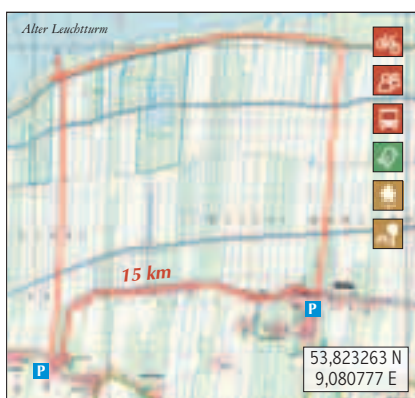 Alter Leuchtturm
15 km
P
P
53,823263 N
9,080777 E